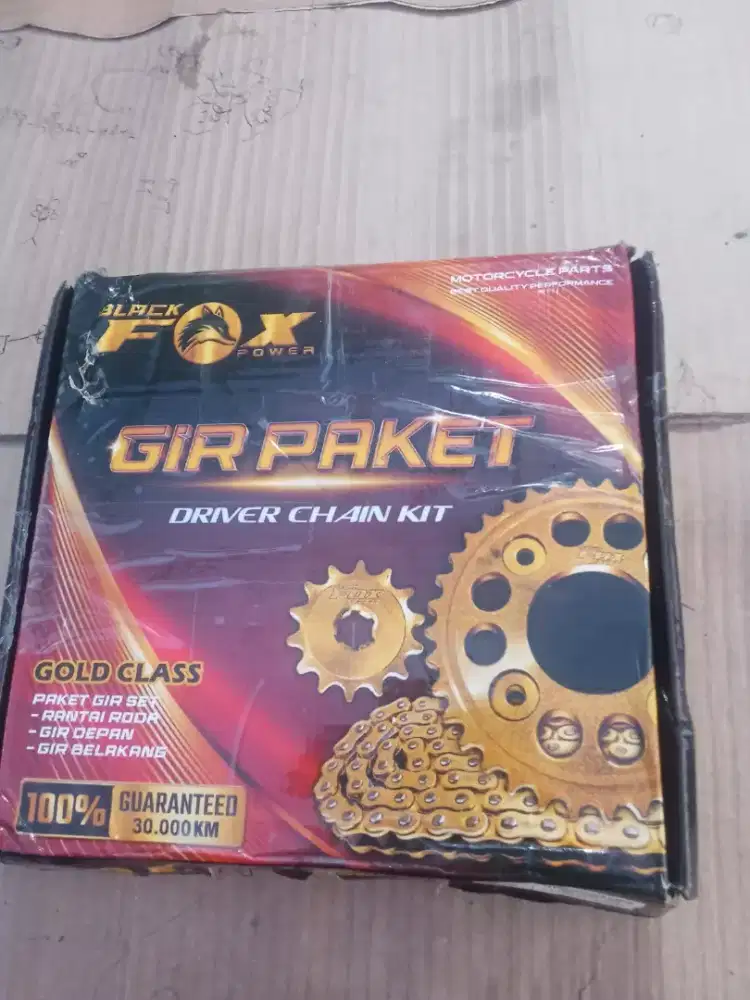 BLACK
FOX
POWER
MOTORCYCLE PARTS
BEST QUALITY PERFORMANCE
GIR PAKET
DRIVER CHAIN KIT
FOX
GOLD CLASS
PAKET GIR SET
- RANTAI RODA
- GIR DEPAN
- GIR BELAKANG
100% GUARANTEED
30.000 KM